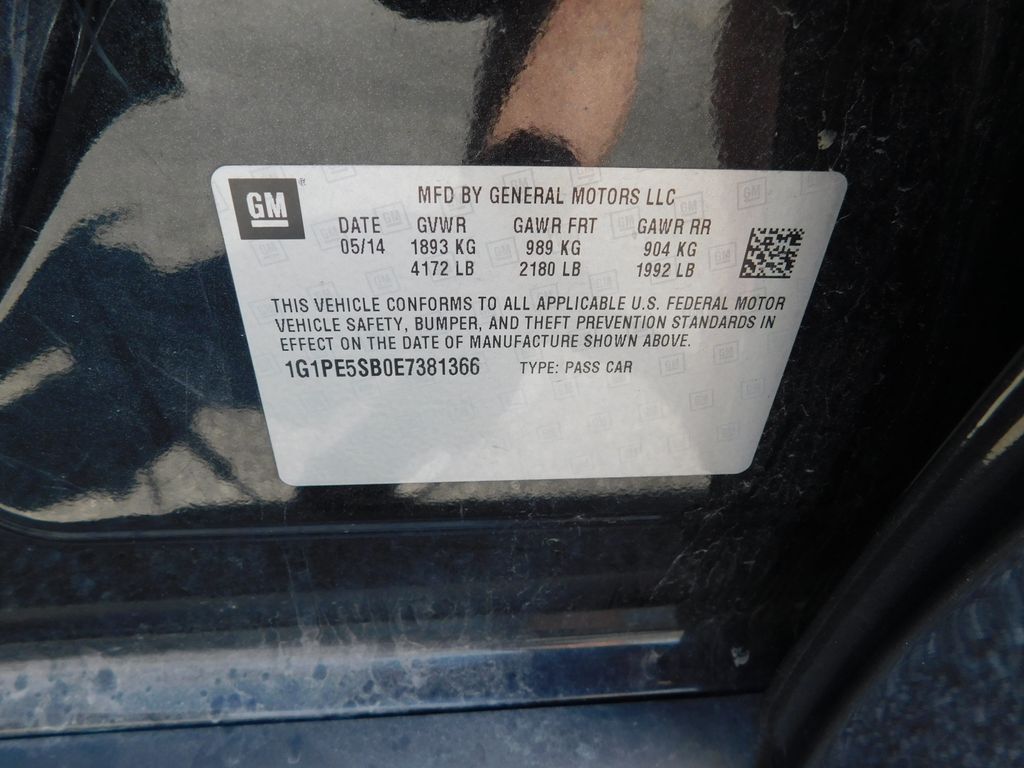 GM
MFD BY GENERAL MOTORS LLC
DATE GVWR GAWR FRT GAWR RR
05/14 1893 KG 989 KG 904 KG
4172 LB 2180 LB 1992 LB
THIS VEHICLE CONFORMS TO ALL APPLICABLE U.S. FEDERAL MOTOR
VEHICLE SAFETY, BUMPER, AND THEFT PREVENTION STANDARDS IN
EFFECT ON THE DATE OF MANUFACTURE SHOWN ABOVE.
1G1PE5SB0E7381366 TYPE: PASS CAR